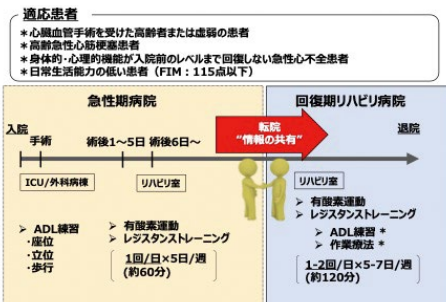 適応患者
＊心臓血管手術を受けた高齢者または虚弱の患者
＊高齢急性心筋梗塞患者
＊身体的・心理的機能が入院前のレベルまで回復しない急性心不全患者
＊日常生活能力の低い患者（FIM：115点以下）
急性期病院
回復期リハビリ病院
入院
手術
術後1～5日
術後6日～
転院
“情報の共有”
退院
ICU/外科病棟
リハビリ室
リハビリ室
➢ ADL練習
・座位
・立位
・歩行
➢ 有酸素運動
➢ レジスタンストレーニング
1回/日×5日/週
(約60分)
➢ 有酸素運動
➢ レジスタンストレーニング
➢ ADL練習＊
➢ 作業療法＊
1-2回/日×5-7日/週
(約120分)